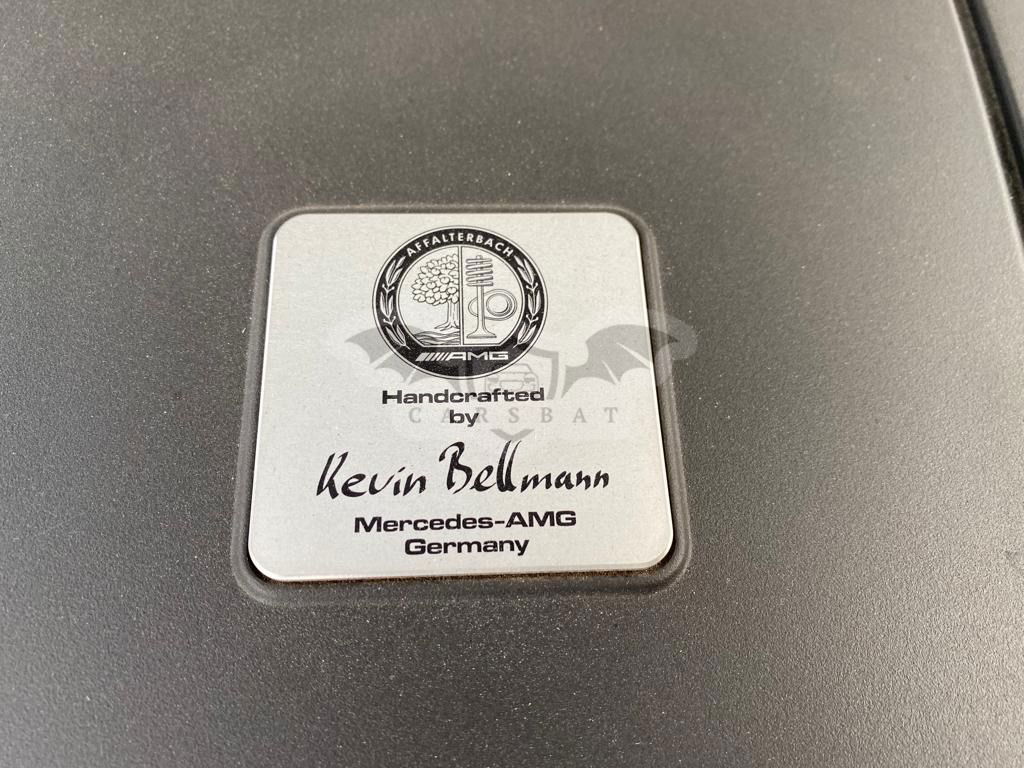 AFFALTERBACH
AMG
Handcrafted
CARSBAT
by
Kevin Bellmann
Mercedes-AMG
Germany